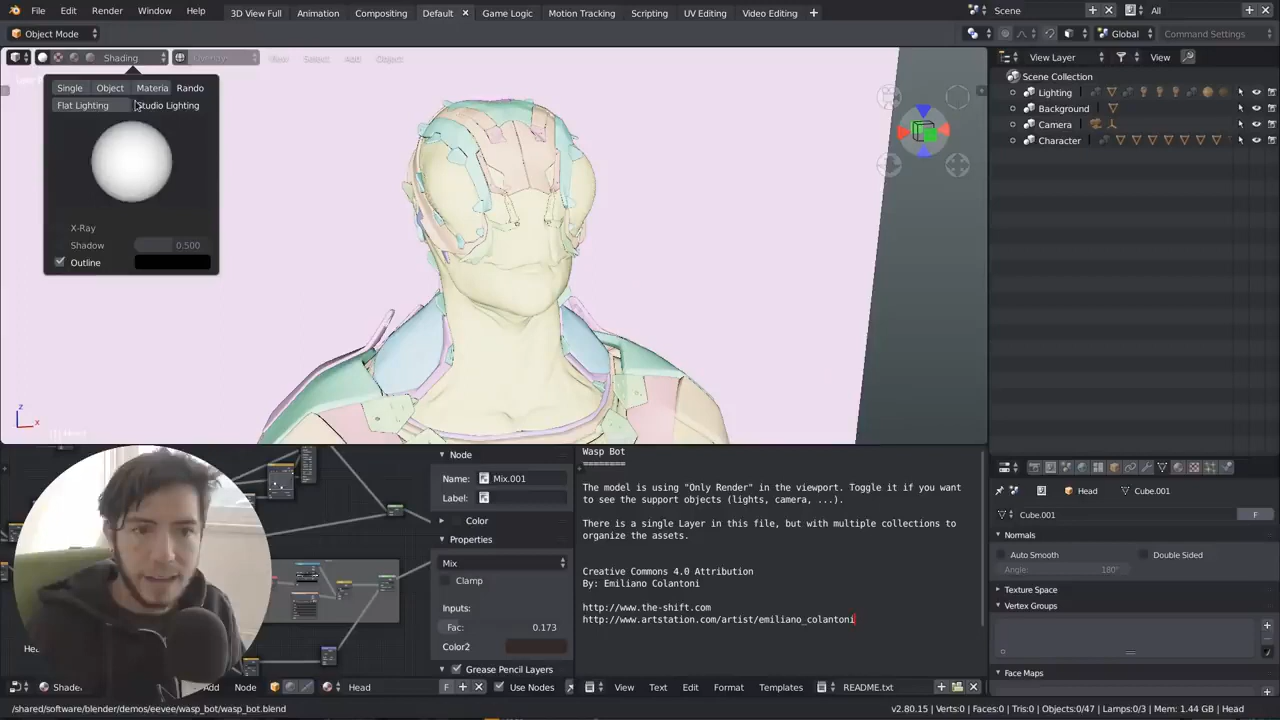 File Edit Render Window Help
3D View Full Animation Compositing Default Game Logic Motion Tracking Scripting UV Editing Video Editing
Scene
All
Object Mode
Global
Command Settings
Shading
Overlays
View Select Add Object
View Layer
View
Single Object Materia Rando
Flat Lighting Studio Lighting
X-Ray
Shadow 0.500
Outline
Scene Collection
Lighting
Background
Camera
Character
z
x
Node
Name: Mix.001
Label:
Color
Properties
Mix
Clamp
Inputs:
Fac: 0.173
Color2
Grease Pencil Layers
Wasp Bot
========
The model is using "Only Render" in the viewport. Toggle it if you want
to see the support objects (lights, camera, ...).
There is a single Layer in this file, but with multiple collections to
organize the assets.
Creative Commons 4.0 Attribution
By: Emiliano Colantoni
http://www.the-shift.com
http://www.artstation.com/artist/emiliano_colantoni
Head Cube.001
Cube.001 F
Normals
Auto Smooth Double Sided
Angle: 180°
Texture Space
Vertex Groups
Face Maps
Add Node Head F Use Nodes
View Text Edit Format Templates README.txt
/shared/software/blender/demos/eevee/wasp_bot/wasp_bot.blend
v2.80.15 | Verts:0 | Faces:0 | Tris:0 | Objects:0/47 | Lamps:0/3 | Mem: 1.44 GB | Head